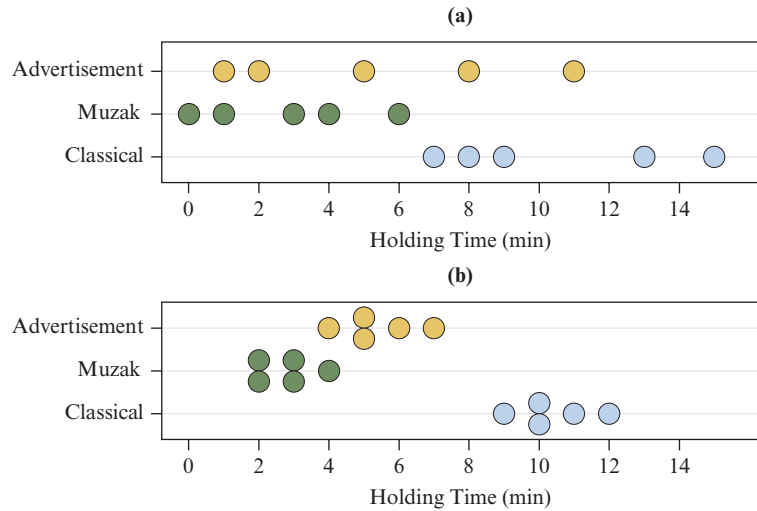 (a)
Advertisement
Muzak
Classical
0 2 4 6 8 10 12 14
Holding Time (min)
(b)
Advertisement
Muzak
Classical
0 2 4 6 8 10 12 14
Holding Time (min)